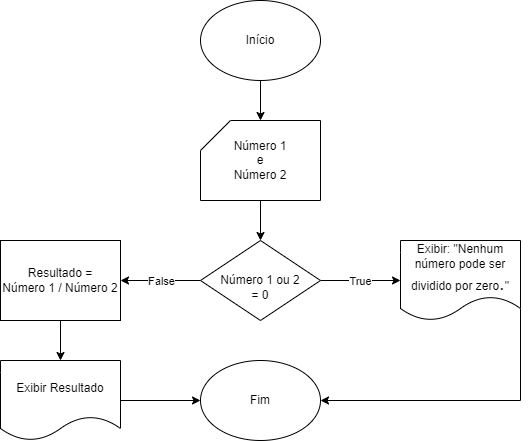 Início
Número 1
e
Número 2
Número 1 ou 2
= 0
False
True
Resultado =
Número 1 / Número 2
Exibir: "Nenhum
número pode ser
dividido por zero."
Exibir Resultado
Fim